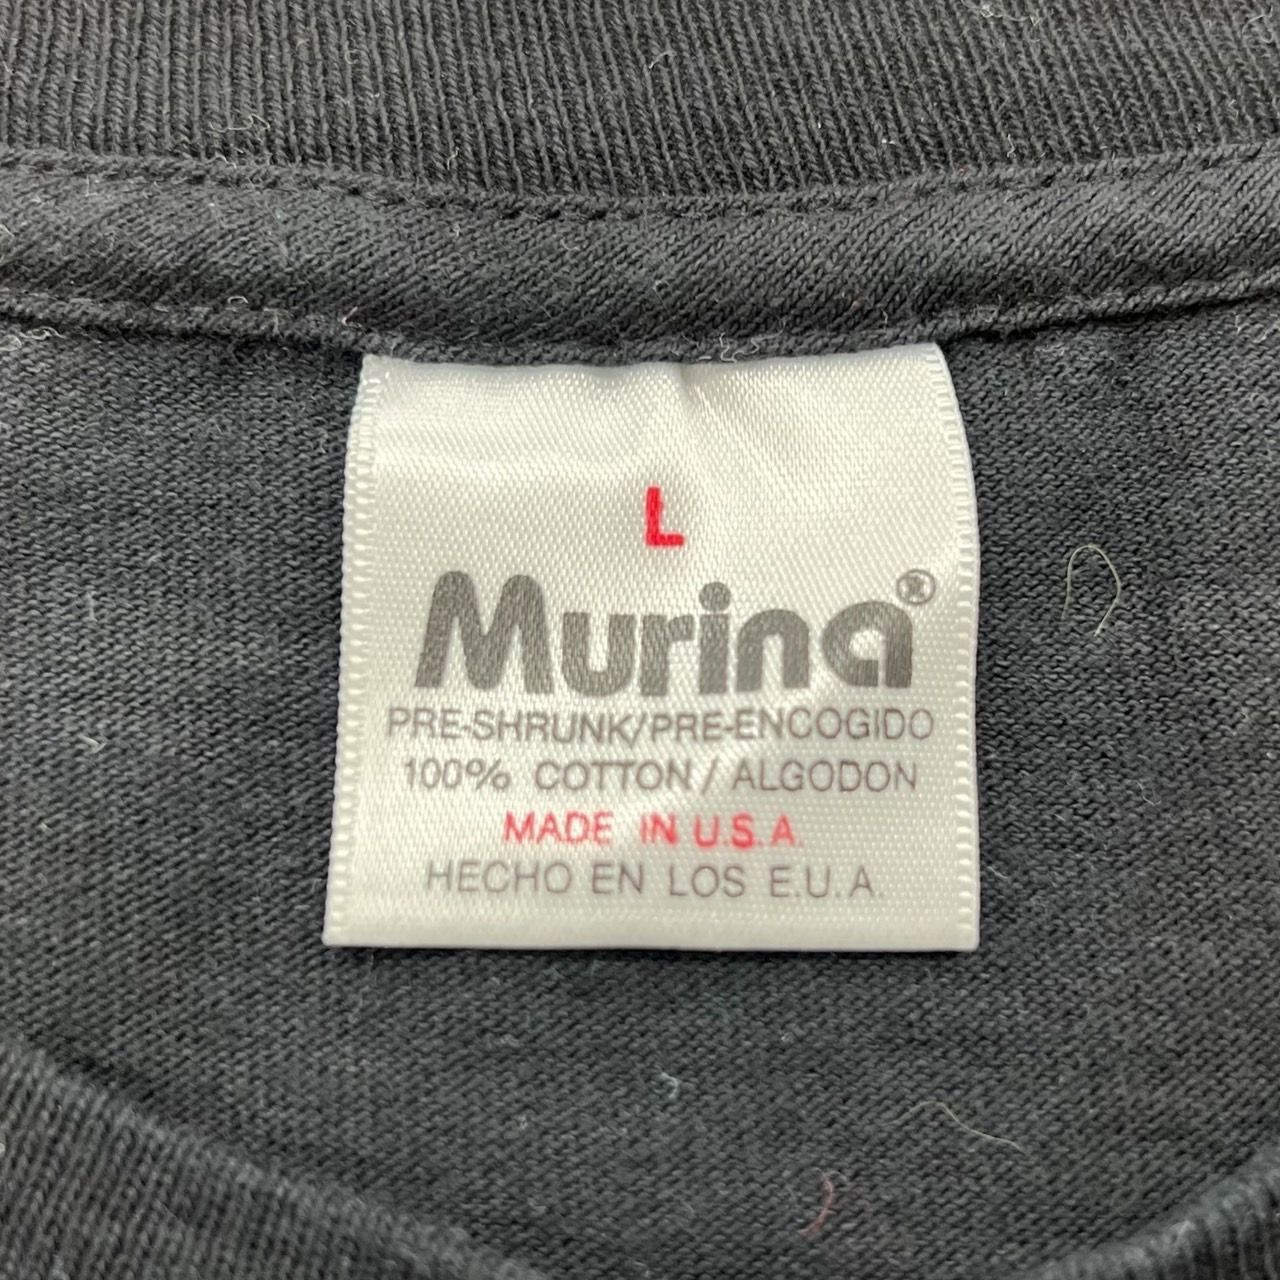 L
Murina®
PRE-SHRUNK/PRE-ENCOGIDO
100% COTTON / ALGODON
MADE IN U.S.A.
HECHO EN LOS E.U.A.